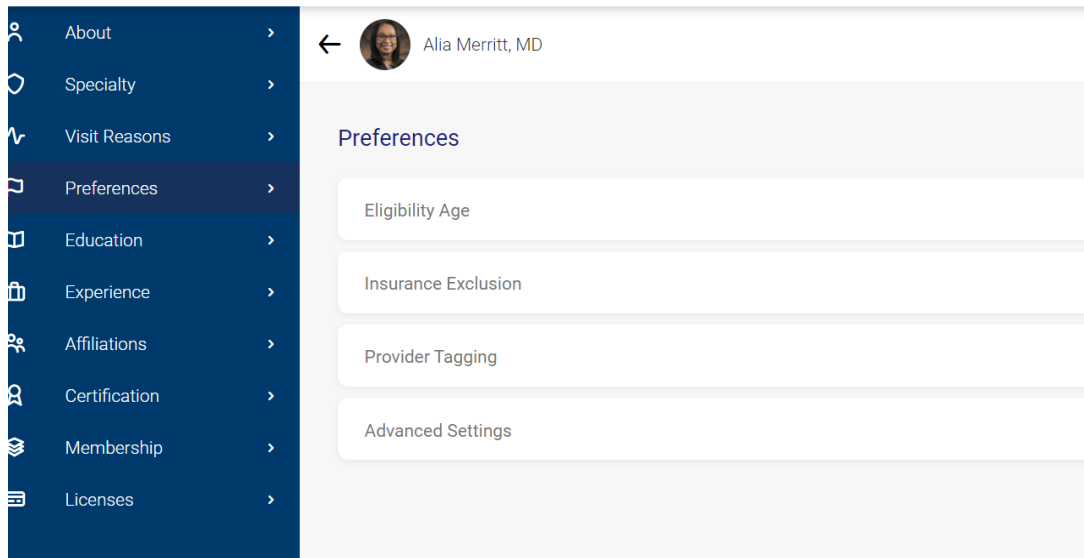 About
Specialty
Visit Reasons
Preferences
Education
Experience
Affiliations
Certification
Membership
Licenses
Alia Merritt, MD
Preferences
Eligibility Age
Insurance Exclusion
Provider Tagging
Advanced Settings